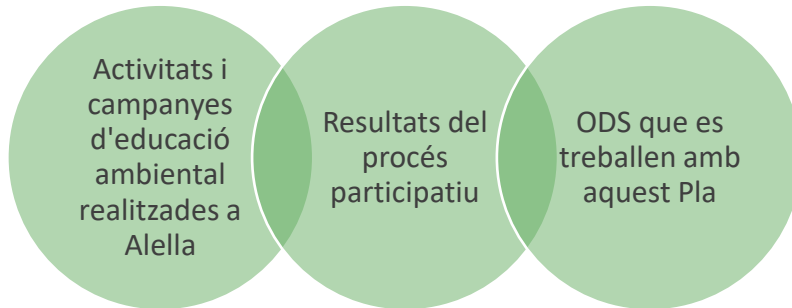 Activitats i
campanyes
d'educació
ambiental
realitzades a
Alella
Resultats del
procés
participatiu
ODS que es
treballen amb
aquest Pla